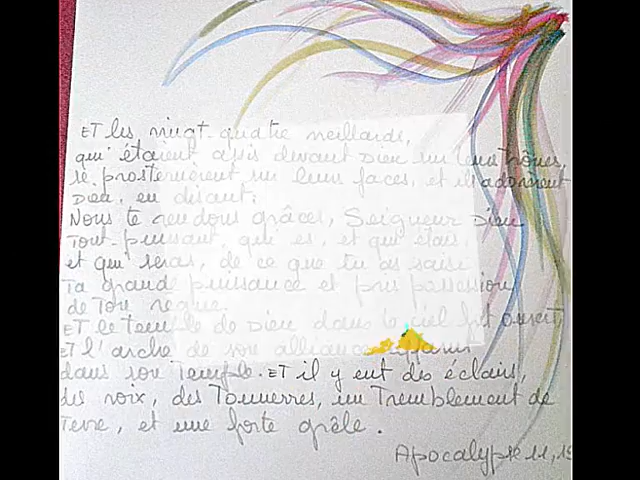 ET les vingt-quatre vieillards,
qui étaient assis devant Dieu sur leurs trônes,
se prosternèrent sur leurs faces, et ils adorèrent
Dieu, en disant:
Nous te rendons grâces, Seigneur Dieu
Tout-puissant, qui es, et qui étais,
et qui seras, de ce que tu as saisi
Ta grande puissance et pris possession
de Ton règne.
ET le temple de Dieu dans le ciel fut ouvert,
ET l'arche de son alliance apparut
dans son Temple. ET il y eut des éclairs,
des voix, des Tonnerres, un Tremblement de
Terre, et une forte grêle.
Apocalypse 11,